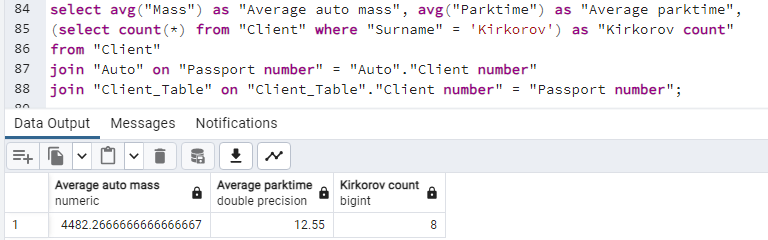 84 select avg("Mass") as "Average auto mass", avg("Parktime") as "Average parktime",
85 (select count(*) from "Client" where "Surname" = 'Kirkorov') as "Kirkorov count"
86 from "Client"
87 join "Auto" on "Passport number" = "Auto"."Client number"
88 join "Client_Table" on "Client_Table"."Client number" = "Passport number";
Data Output Messages Notifications
Average auto mass Average parktime Kirkorov count
numeric double precision bigint
1 4482.2666666666666667 12.55 8